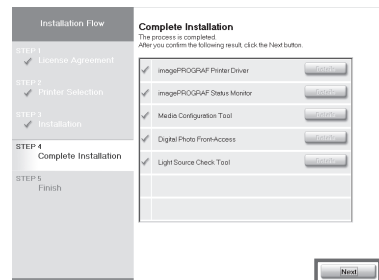 Installation Flow
STEP 1
License Agreement
STEP 2
Printer Selection
STEP 3
Installation
STEP 4
Complete Installation
STEP 5
Finish
Complete Installation
The process is completed.
After you confirm the following result, click the Next button.
imagePROGRAF Printer Driver
imagePROGRAF Status Monitor
Media Configuration Tool
Digital Photo Front-Access
Light Source Check Tool
Next